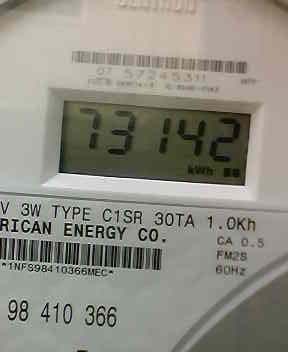 07 57245311
73142
kWh
V 3W TYPE C1SR 30TA 1.0Kh
RICAN ENERGY CO.
CA 0.5
FM2S
60Hz
*1NFS98410366MEC*
98 410 366